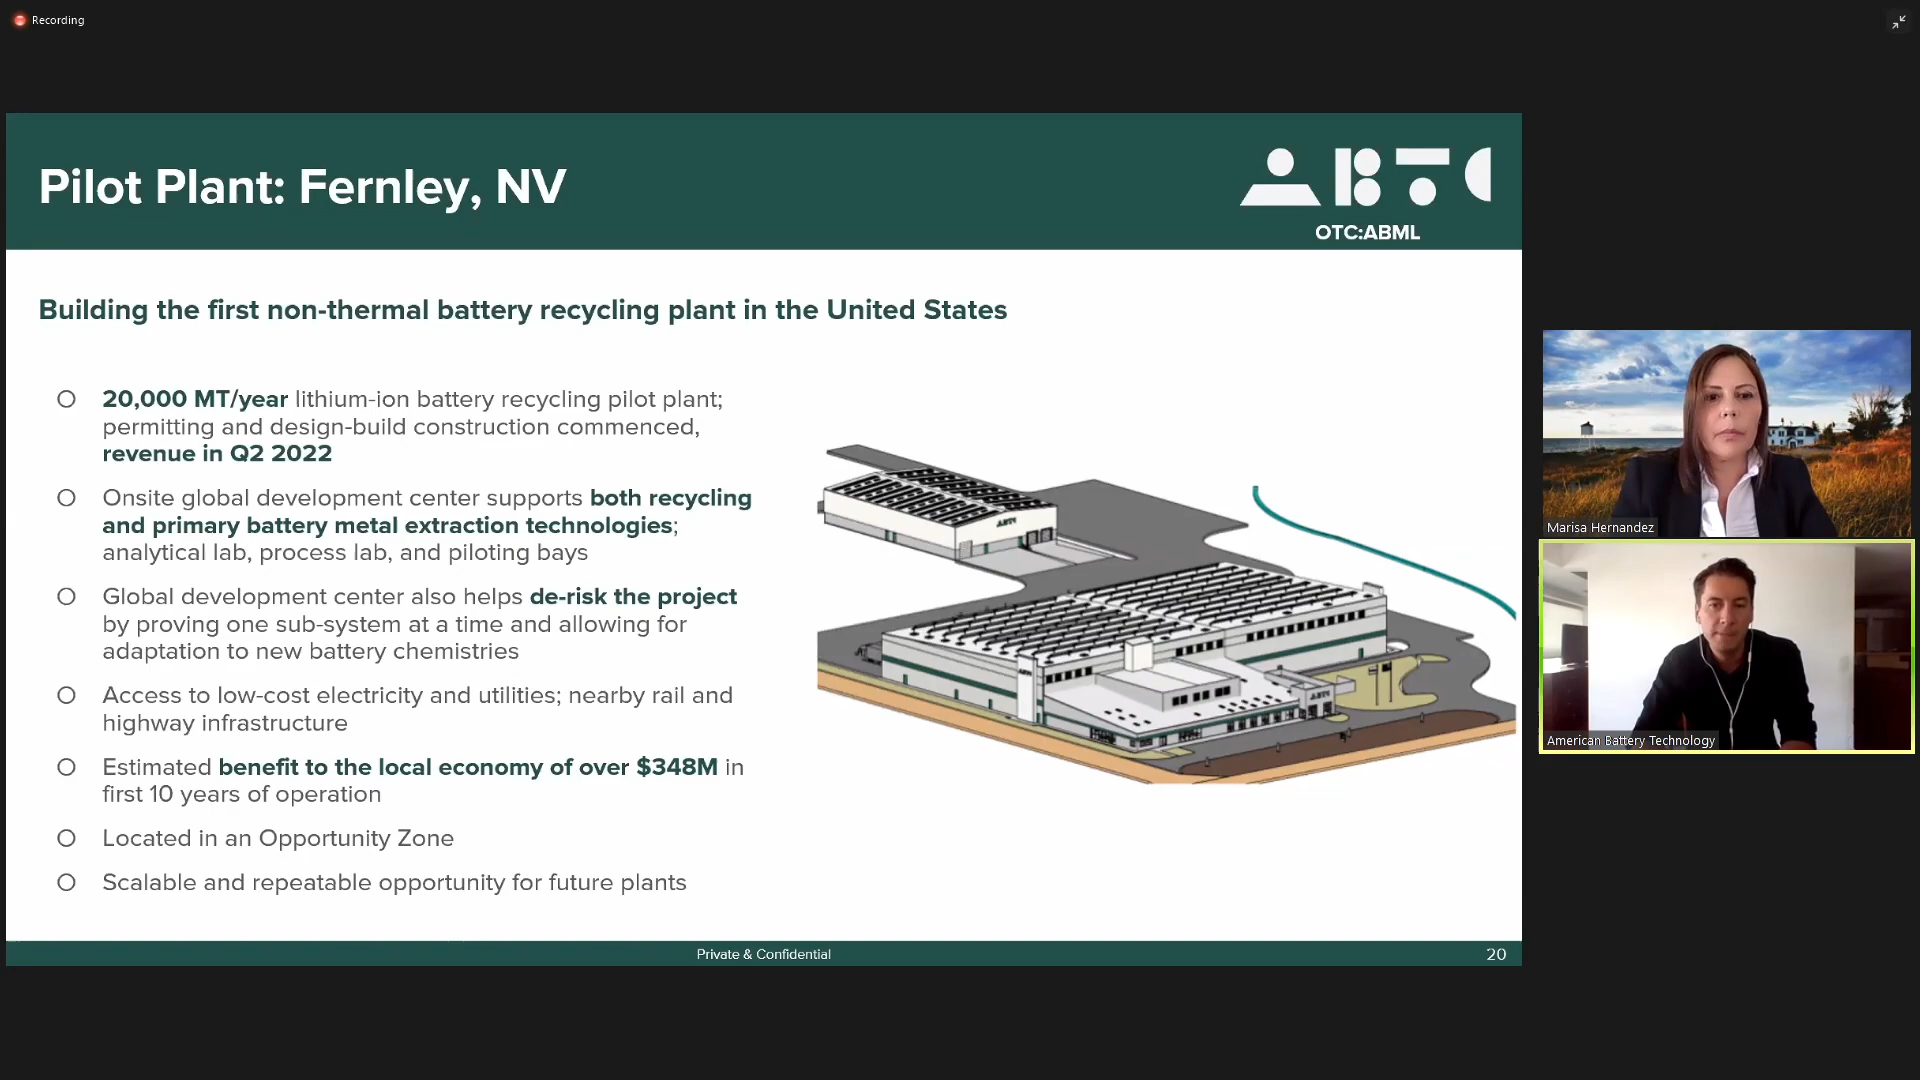 Recording
Pilot Plant: Fernley, NV
ABTC
OTC:ABML
Building the first non-thermal battery recycling plant in the United States
20,000 MT/year lithium-ion battery recycling pilot plant;
permitting and design-build construction commenced,
revenue in Q2 2022
Onsite global development center supports both recycling
and primary battery metal extraction technologies;
analytical lab, process lab, and piloting bays
Global development center also helps de-risk the project
by proving one sub-system at a time and allowing for
adaptation to new battery chemistries
Access to low-cost electricity and utilities; nearby rail and
highway infrastructure
Estimated benefit to the local economy of over $348M in
first 10 years of operation
Located in an Opportunity Zone
Scalable and repeatable opportunity for future plants
Private & Confidential
20
Marisa Hernandez
American Battery Technology